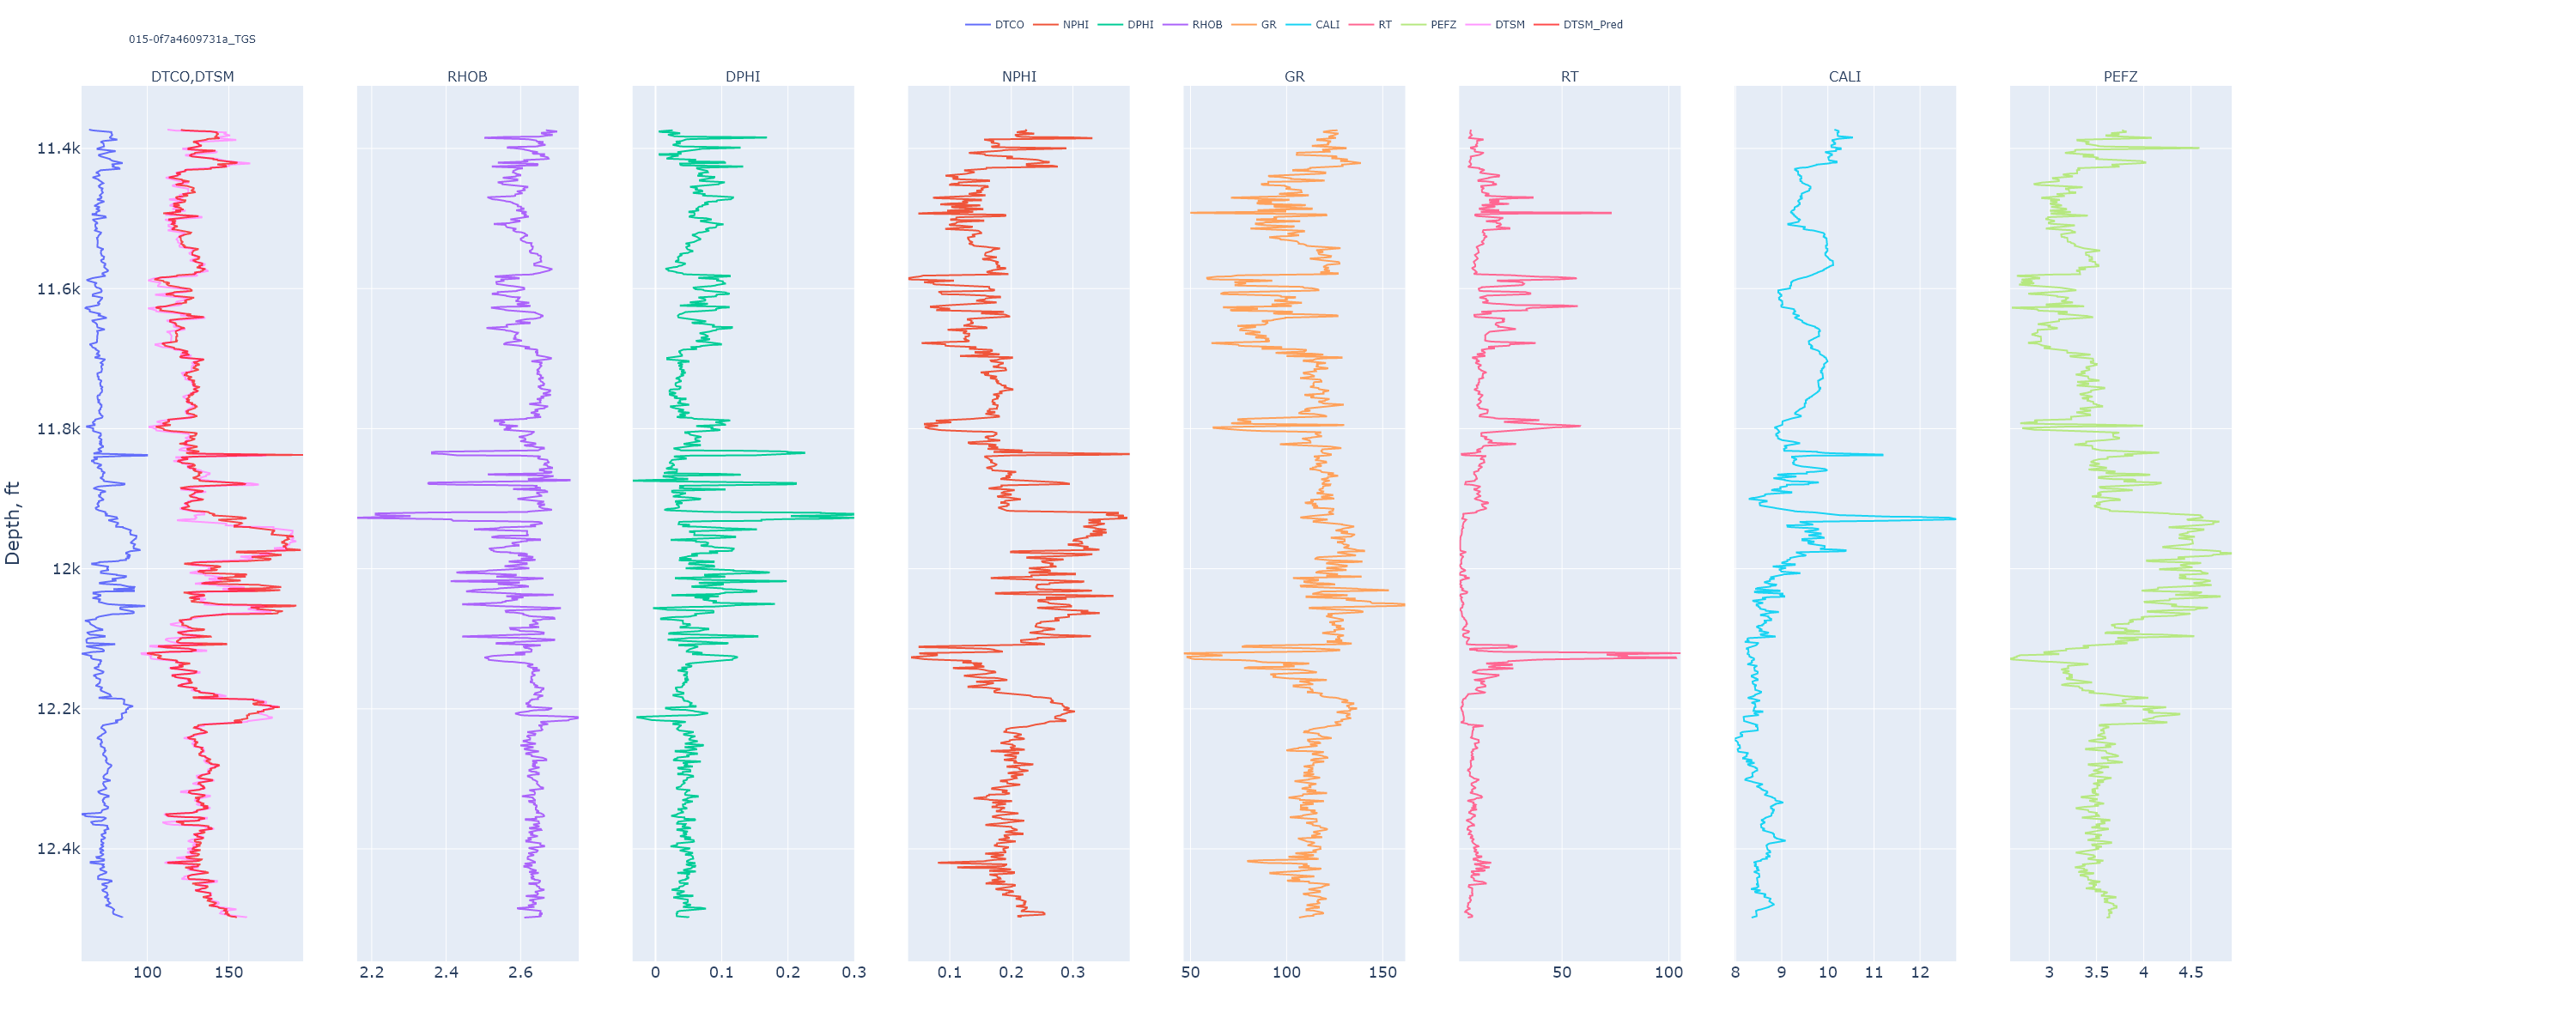 DTCO NPHI DPHI RHOB GR CALI RT PEFZ DTSM DTSM_Pred
015-0f7a4609731a_TGS
DTCO,DTSM RHOB DPHI NPHI GR RT CALI PEFZ
Depth, ft
11.4k
11.6k
11.8k
12k
12.2k
12.4k
100 150 2.2 2.4 2.6 0 0.1 0.2 0.3 0.1 0.2 0.3 50 100 150 50 100 8 9 10 11 12 3 3.5 4 4.5